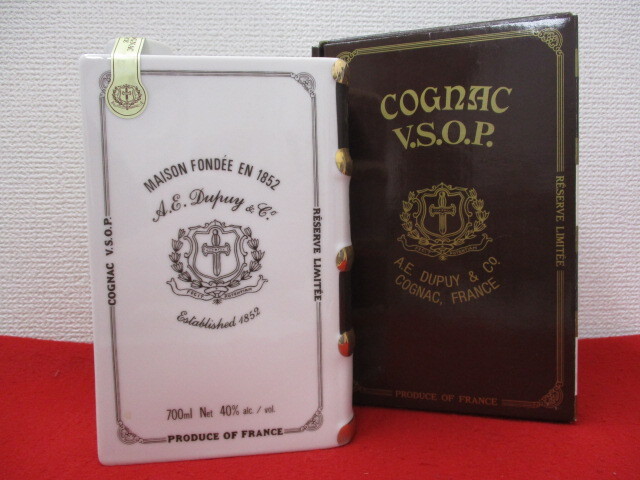 MAISON FONDÉE EN 1852
A.E. Dupuy & Co.
COGNAC V.S.O.P.
RÉSERVE LIMITÉE
Established 1852
700ml Net 40% alc. / vol.
PRODUCE OF FRANCE
COGNAC
V.S.O.P.
RÉSERVE LIMITÉE
A.E. DUPUY & Co
COGNAC, FRANCE
PRODUCE OF FRANCE